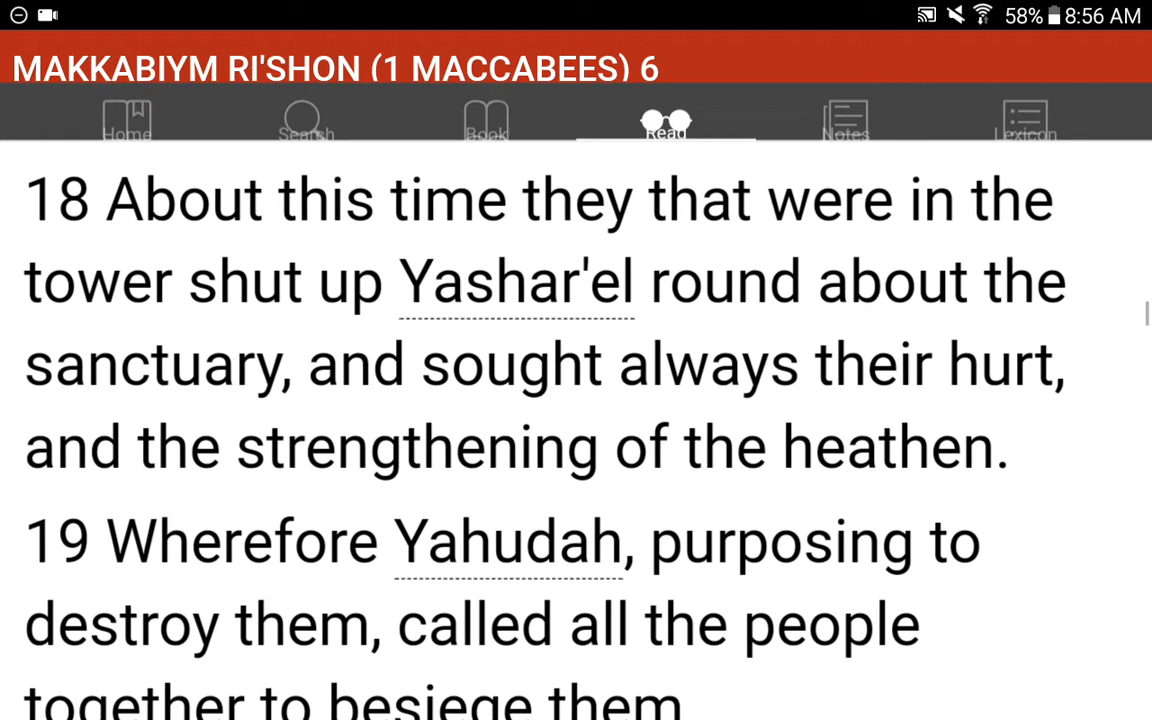 58% 8:56 AM
MAKKABIYM RI'SHON (1 MACCABEES) 6
Home Search Book Read Notes Lexicon
18 About this time they that were in the
tower shut up Yashar'el round about the
sanctuary, and sought always their hurt,
and the strengthening of the heathen.
19 Wherefore Yahudah, purposing to
destroy them, called all the people
together to besiege them